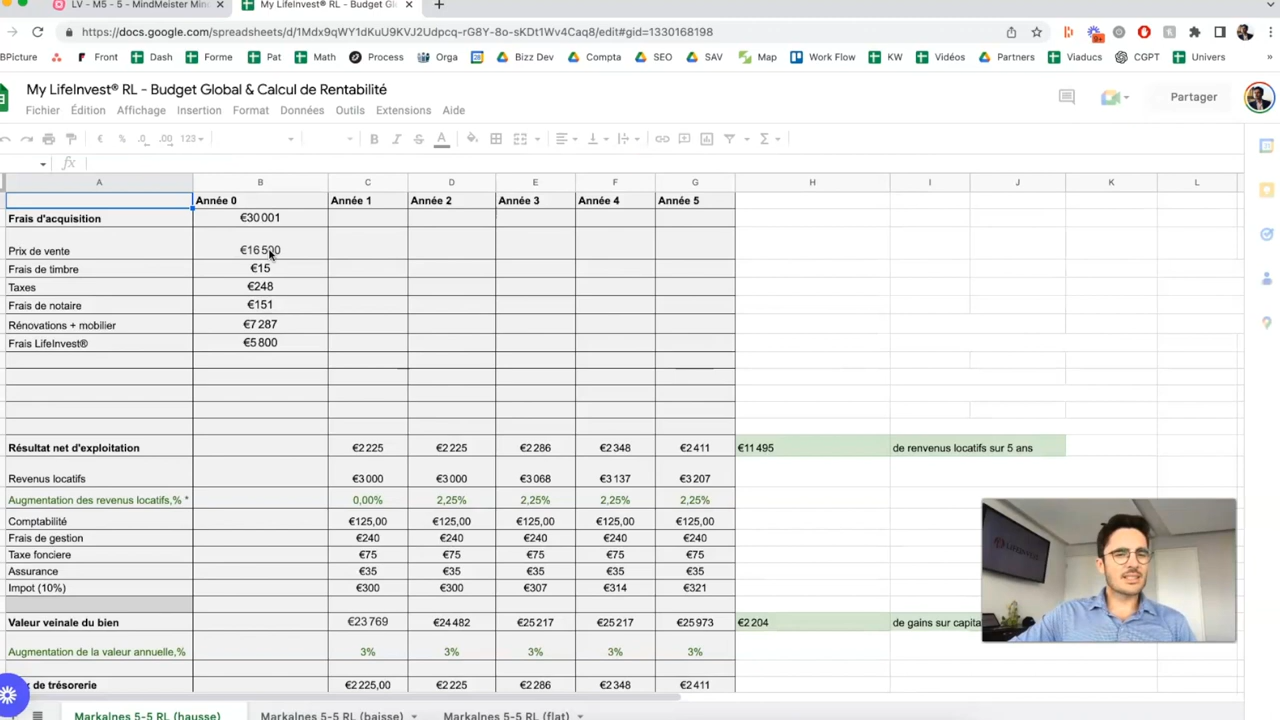 LV - M5 - 5 - MindMeister Min
My LifeInvest® RL - Budget Gl
https://docs.google.com/spreadsheets/d/1Mdx9qWY1dKuU9KVJ2Udpcq-rG8Y-8o-sKDt1Wv4Caq8/edit#gid=1330168198
BPicture Front Dash Forme Pat Math Process Orga Bizz Dev Compta SEO SAV Map Work Flow KW Vidéos Partners Viaducs CGPT Univers
My LifeInvest® RL - Budget Global & Calcul de Rentabilité
Fichier Édition Affichage Insertion Format Données Outils Extensions Aide
Partager
€ % .0 .00 123
fx
A B C D E F G H I J K L
Année 0 Année 1 Année 2 Année 3 Année 4 Année 5
Frais d'acquisition €30 001
Prix de vente €16 500
Frais de timbre €15
Taxes €248
Frais de notaire €151
Rénovations + mobilier €7 287
Frais LifeInvest® €5 800
Résultat net d'exploitation €2 225 €2 225 €2 286 €2 348 €2 411 €11 495 de renvenus locatifs sur 5 ans
Revenus locatifs €3 000 €3 000 €3 068 €3 137 €3 207
Augmentation des revenus locatifs,% * 0,00% 2,25% 2,25% 2,25% 2,25%
Comptabilité €125,00 €125,00 €125,00 €125,00 €125,00
Frais de gestion €240 €240 €240 €240 €240
Taxe fonciere €75 €75 €75 €75 €75
Assurance €35 €35 €35 €35 €35
Impot (10%) €300 €300 €307 €314 €321
Valeur veinale du bien €23 769 €24 482 €25 217 €25 217 €25 973 €2 204 de gains sur capita
Augmentation de la valeur annuelle,% 3% 3% 3% 3% 3%
de trésorerie €2 225,00 €2 225 €2 286 €2 348 €2 411
Markalnes 5-5 RL (hausse) Markalnes 5-5 RL (baisse) Markalnes 5-5 RL (flat)